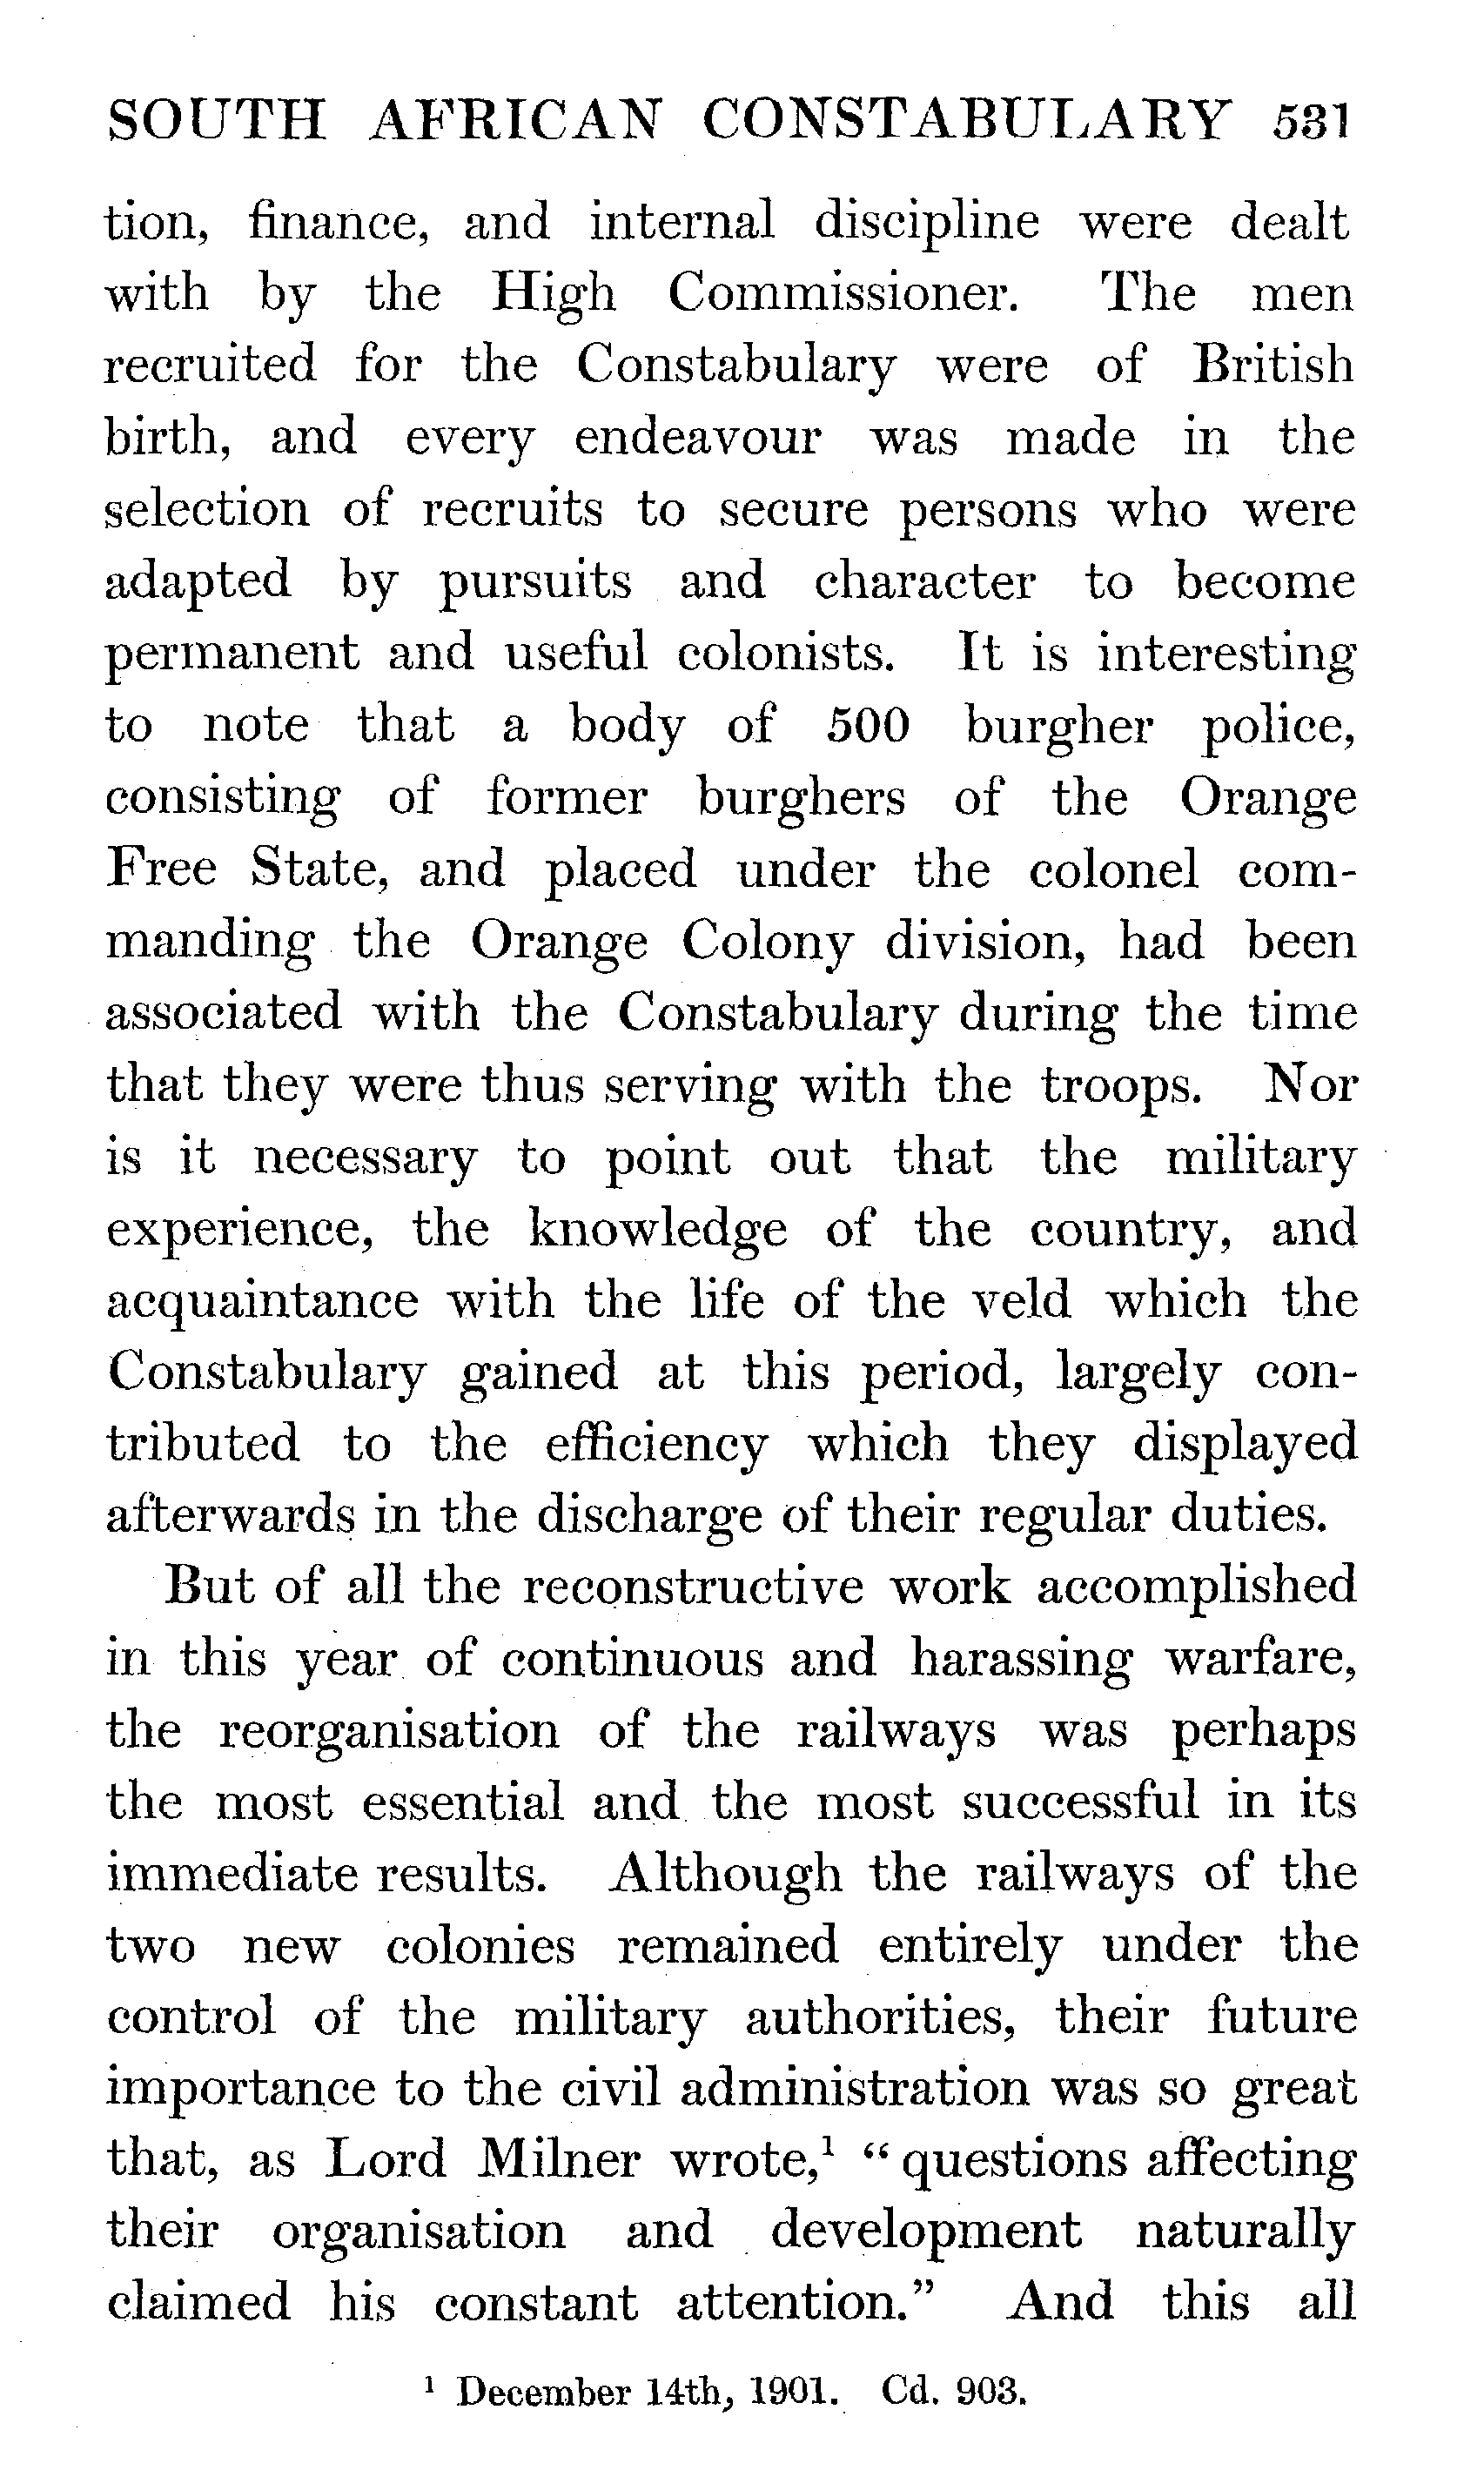 SOUTH AFRICAN CONSTABULARY 531
tion, finance, and internal discipline were dealt
with by the High Commissioner. The men
recruited for the Constabulary were of British
birth, and every endeavour was made in the
selection of recruits to secure persons who were
adapted by pursuits and character to become
permanent and useful colonists. It is interesting
to note that a body of 500 burgher police,
consisting of former burghers of the Orange
Free State, and placed under the colonel com-
manding the Orange Colony division, had been
associated with the Constabulary during the time
that they were thus serving with the troops. Nor
is it necessary to point out that the military
experience, the knowledge of the country, and
acquaintance with the life of the veld which the
Constabulary gained at this period, largely con-
tributed to the efficiency which they displayed
afterwards in the discharge of their regular duties.
But of all the reconstructive work accomplished
in this year of continuous and harassing warfare,
the reorganisation of the railways was perhaps
the most essential and the most successful in its
immediate results. Although the railways of the
two new colonies remained entirely under the
control of the military authorities, their future
importance to the civil administration was so great
that, as Lord Milner wrote,¹ “questions affecting
their organisation and development naturally
claimed his constant attention.” And this all
¹ December 14th, 1901. Cd. 903.